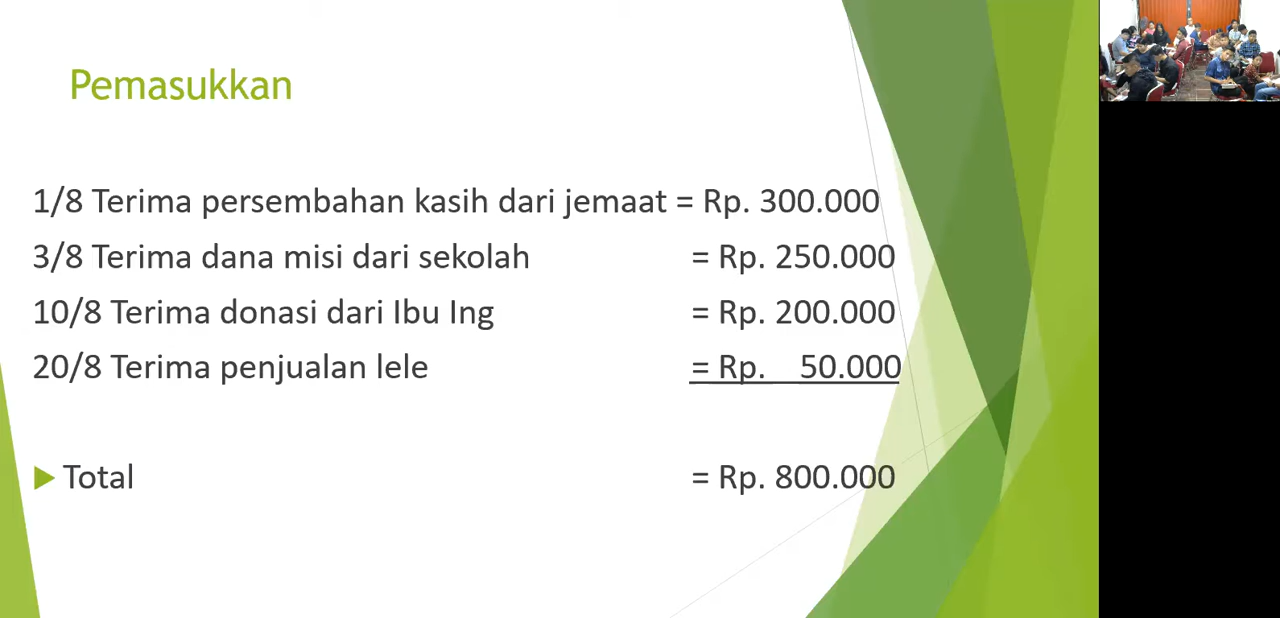 Pemasukkan
1/8 Terima persembahan kasih dari jemaat = Rp. 300.000
3/8 Terima dana misi dari sekolah = Rp. 250.000
10/8 Terima donasi dari Ibu Ing = Rp. 200.000
20/8 Terima penjualan lele = Rp. 50.000
Total = Rp. 800.000